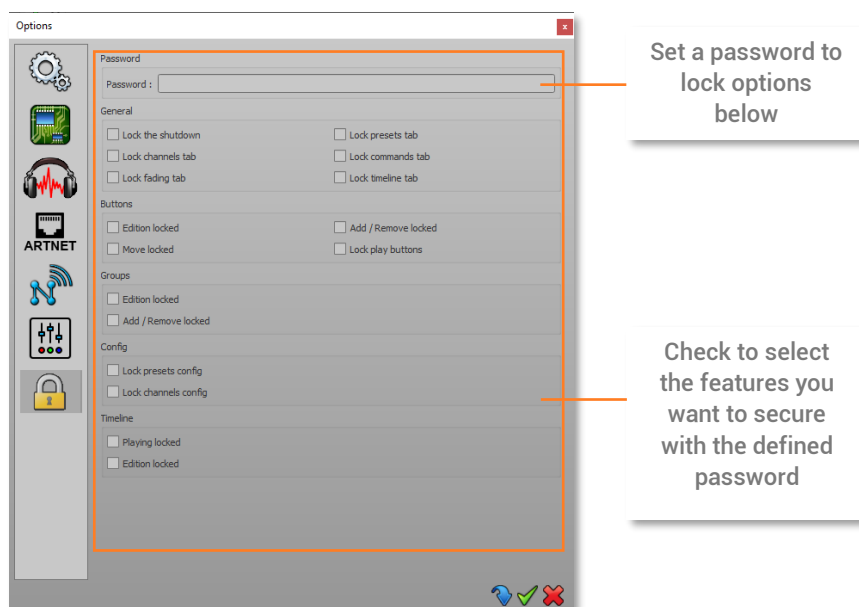 Options
x
Password
Password :
General
Lock the shutdown
Lock presets tab
Lock channels tab
Lock commands tab
Lock fading tab
Lock timeline tab
Buttons
Edition locked
Add / Remove locked
Move locked
Lock play buttons
Groups
Edition locked
Add / Remove locked
Config
Lock presets config
Lock channels config
Timeline
Playing locked
Edition locked
ARTNET
Set a password to
lock options
below
Check to select
the features you
want to secure
with the defined
password